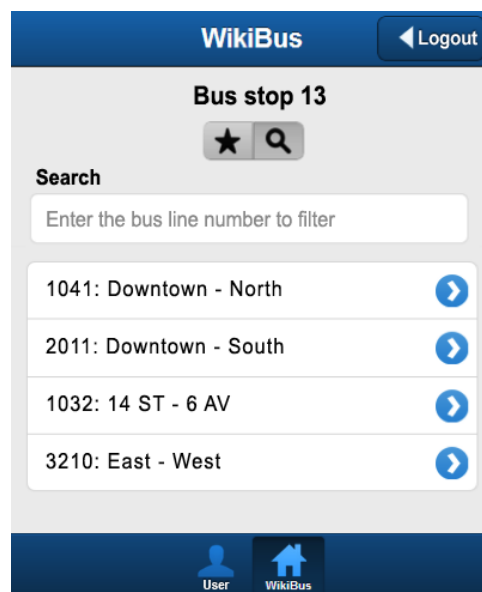 WikiBus
Logout
Bus stop 13
Search
Enter the bus line number to filter
1041: Downtown - North
2011: Downtown - South
1032: 14 ST - 6 AV
3210: East - West
User
WikiBus